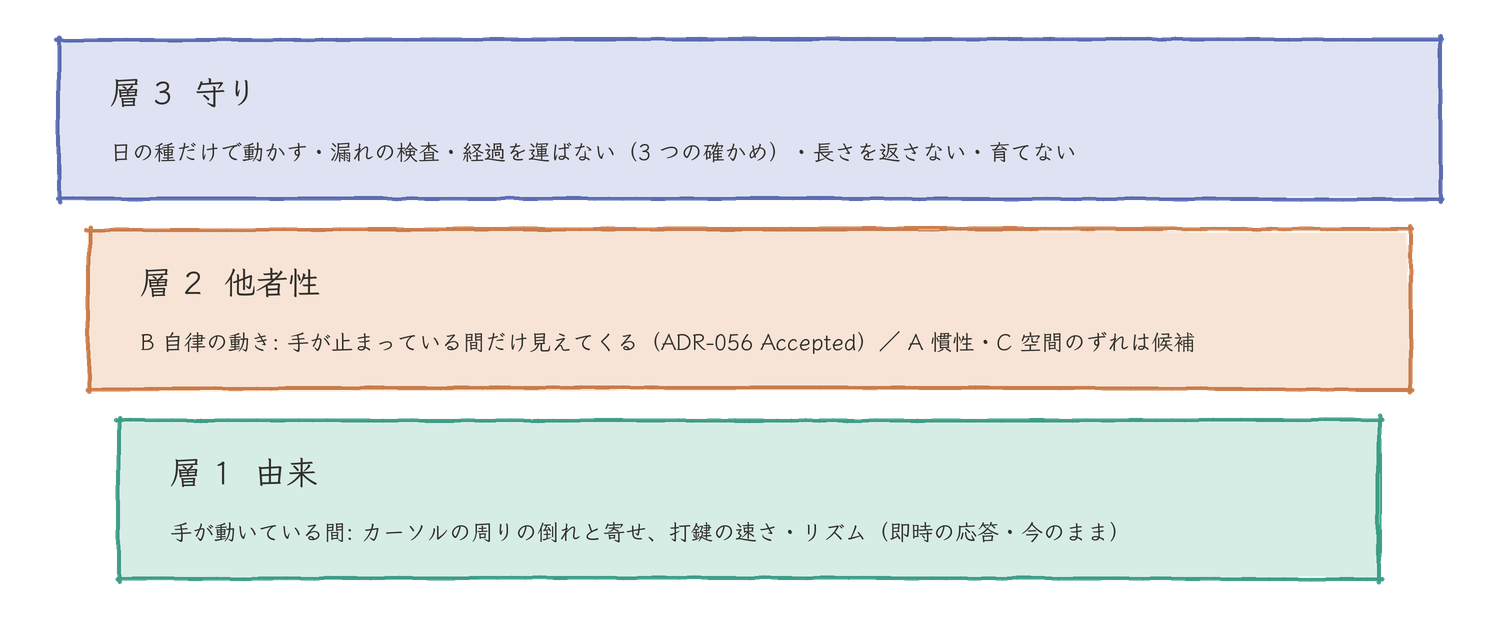 層 3 守り
日の種だけで動かす・漏れの検査・経過を運ばない（3 つの確かめ）・長さを返さない・育てない
層 2 他者性
B 自律の動き: 手が止まっている間だけ見えてくる（ADR-056 Accepted）／ A 慣性・C 空間のずれは候補
層 1 由来
手が動いている間: カーソルの周りの倒れと寄せ、打鍵の速さ・リズム（即時の応答・今のまま）